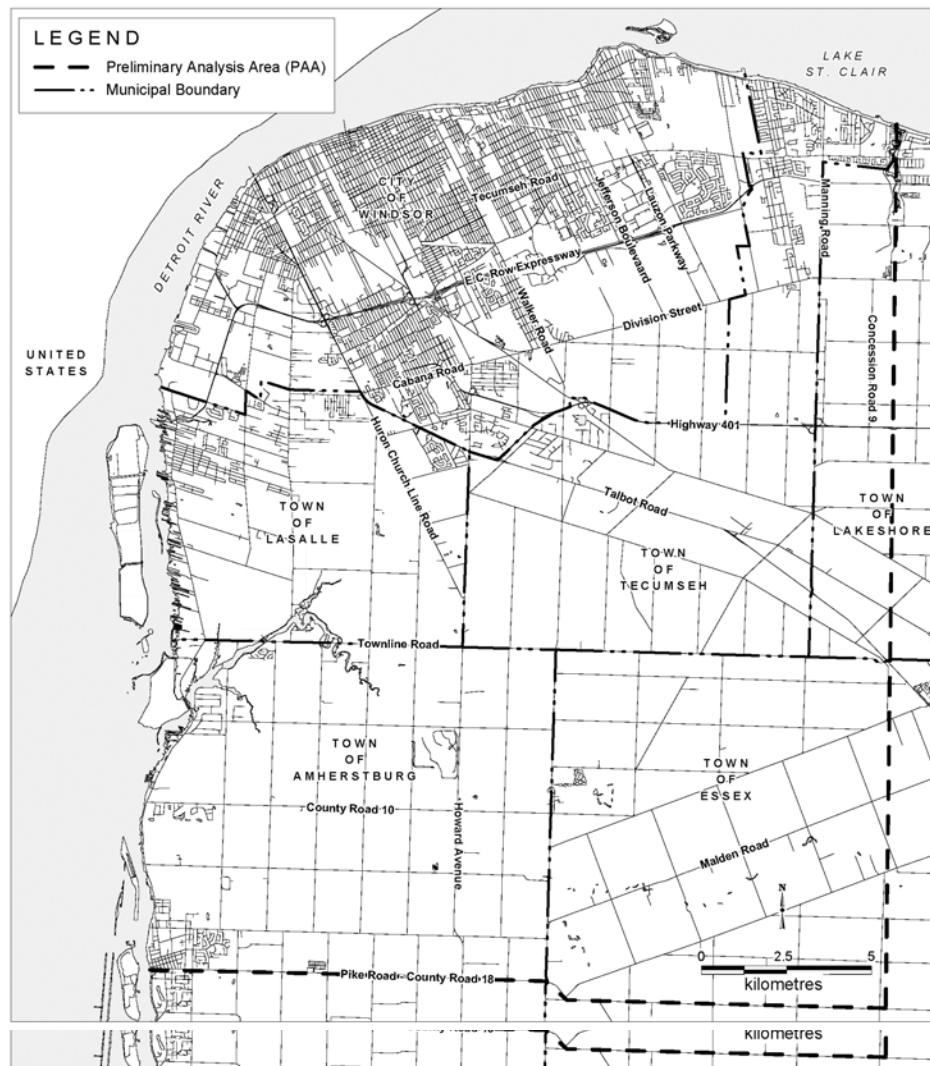 LEGEND
Preliminary Analysis Area (PAA)
Municipal Boundary
LAKE
ST. CLAIR
DETROIT RIVER
CITY
OF
WINDSOR
Tecumseh Road
Jefferson Boulevaard
Lauzon Parkway
Manning Road
E.C. Row Expressway
Walker Road
Division Street
UNITED
STATES
Cabana Road
Concession Road 9
Highway 401
Huron Church Line Road
Talbot Road
TOWN
OF
LASALLE
TOWN
OF
LAKESHORE
TOWN
OF
TECUMSEH
Townline Road
TOWN
OF
AMHERSTBURG
TOWN
OF
ESSEX
County Road 10
Howard Avenue
Malden Road
N
0 2.5 5
kilometres
Pike Road - County Road 18
kilometres